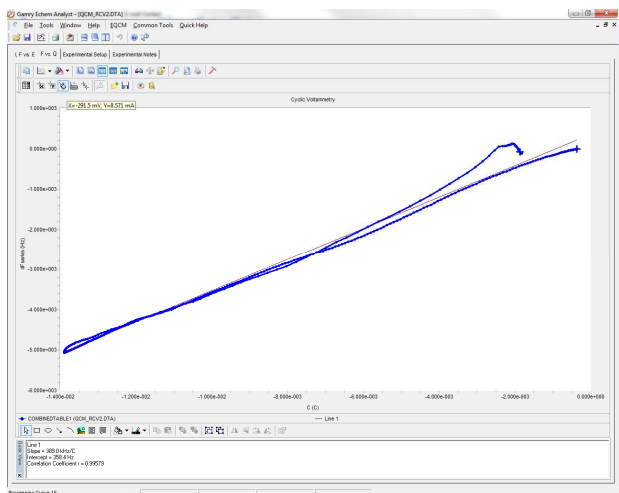 Gamry Echem Analyst - [QCM_RCV2.DTA]
File Tools Window Help EQCM Common Tools Quick Help
I, F vs. E F vs. Q Experimental Setup Experimental Notes
Cyclic Voltammetry
X=-291.5 mV, Y=8.571 mA
1.000e+003
0.000e+000
-1.000e+003
-2.000e+003
-3.000e+003
-4.000e+003
-5.000e+003
-6.000e+003
dF series (Hz)
-1.400e-002 -1.200e-002 -1.000e-002 -8.000e-003 -6.000e-003 -4.000e-003 -2.000e-003 0.000e+000
C (C)
COMBINEDTABLE1 (QCM_RCV2.DTA) Line 1
Line 1
Slope = 389.0 kHz/C
Intercept = 358.4 Hz
Correlation Coefficient r = 0.99579